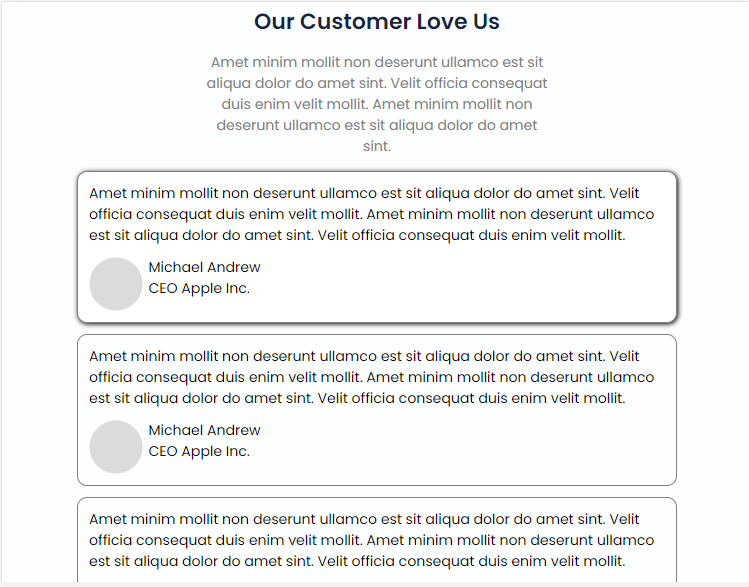 Our Customer Love Us
Amet minim mollit non deserunt ullamco est sit
aliqua dolor do amet sint. Velit officia consequat
duis enim velit mollit. Amet minim mollit non
deserunt ullamco est sit aliqua dolor do amet
sint.
Amet minim mollit non deserunt ullamco est sit aliqua dolor do amet sint. Velit
officia consequat duis enim velit mollit. Amet minim mollit non deserunt ullamco
est sit aliqua dolor do amet sint. Velit officia consequat duis enim velit mollit.
Michael Andrew
CEO Apple Inc.
Amet minim mollit non deserunt ullamco est sit aliqua dolor do amet sint. Velit
officia consequat duis enim velit mollit. Amet minim mollit non deserunt ullamco
est sit aliqua dolor do amet sint. Velit officia consequat duis enim velit mollit.
Michael Andrew
CEO Apple Inc.
Amet minim mollit non deserunt ullamco est sit aliqua dolor do amet sint. Velit
officia consequat duis enim velit mollit. Amet minim mollit non deserunt ullamco
est sit aliqua dolor do amet sint. Velit officia consequat duis enim velit mollit.